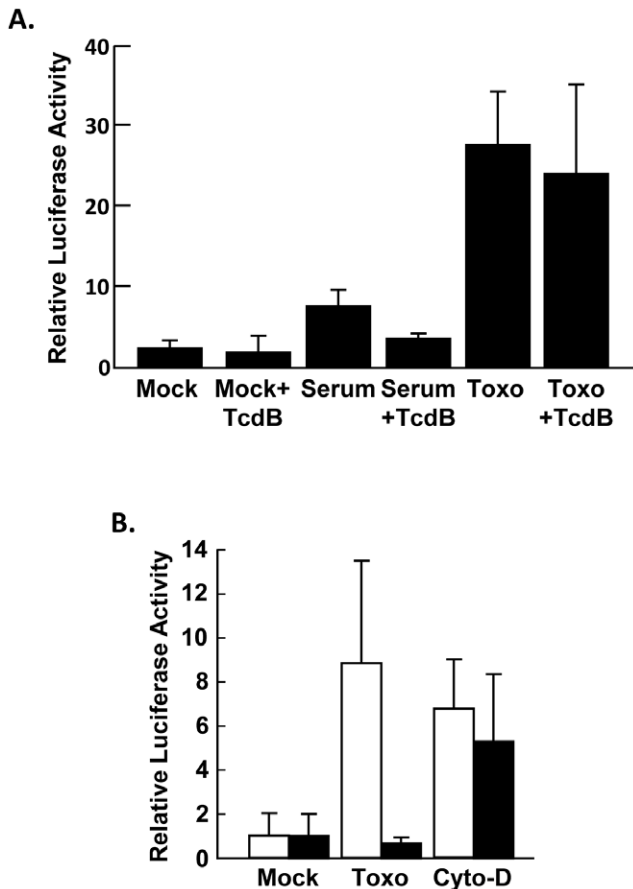 A.
Relative Luciferase Activity
40
30
20
10
0
Mock Mock+ Serum Serum Toxo Toxo
TcdB +TcdB +TcdB
B.
Relative Luciferase Activity
14
12
10
8
6
4
2
0
Mock Toxo Cyto-D